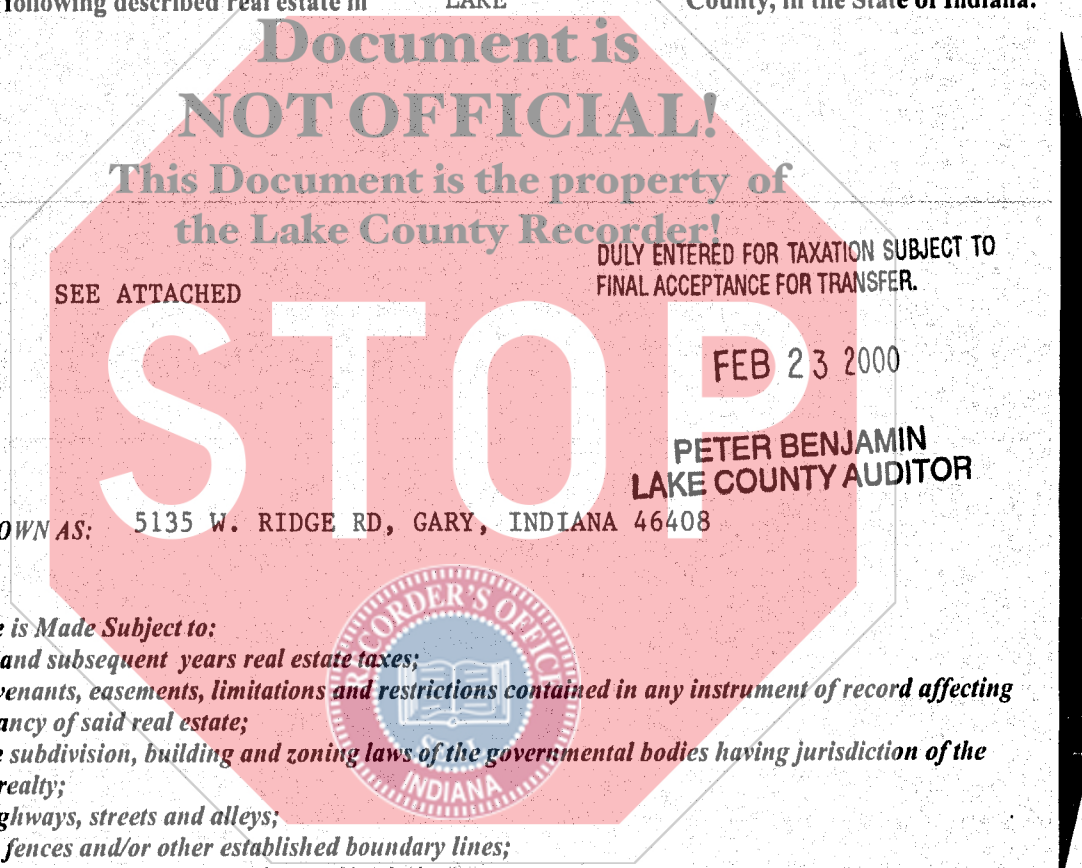 following described real estate in LAKE County, in the State of Indiana:
Document is
NOT OFFICIAL!
This Document is the property of
the Lake County Recorder!
DULY ENTERED FOR TAXATION SUBJECT TO
FINAL ACCEPTANCE FOR TRANSFER.
SEE ATTACHED
STOP
FEB 23 2000
PETER BENJAMIN
LAKE COUNTY AUDITOR
OWN AS: 5135 W. RIDGE RD, GARY, INDIANA 46408
RECORDER'S OFFICE
SEAL
INDIANA
e is Made Subject to:
and subsequent years real estate taxes;
venants, easements, limitations and restrictions contained in any instrument of record affecting
ancy of said real estate;
e subdivision, building and zoning laws of the governmental bodies having jurisdiction of the
realty;
ghways, streets and alleys;
fences and/or other established boundary lines;